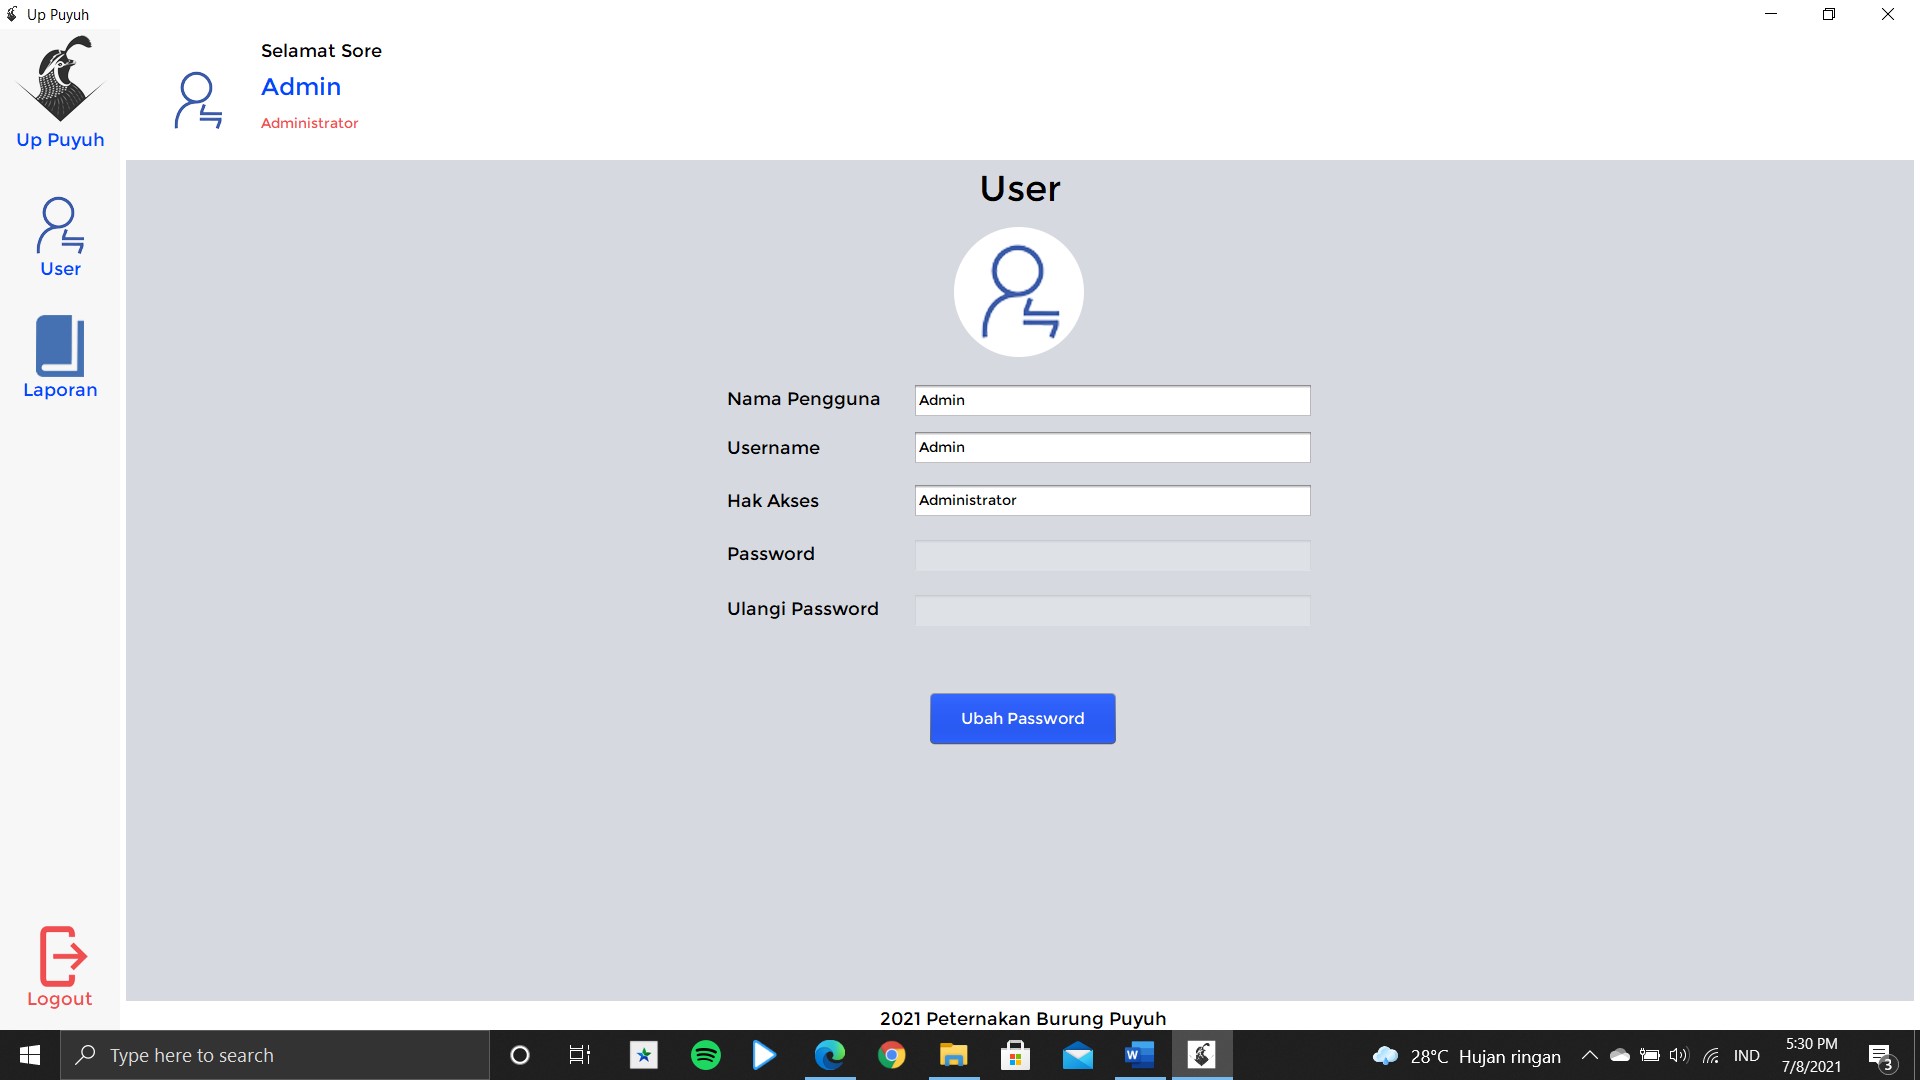 Up Puyuh
Up Puyuh
User
Laporan
Logout
Selamat Sore
Admin
Administrator
User
Nama Pengguna Admin
Username Admin
Hak Akses Administrator
Password
Ulangi Password
Ubah Password
2021 Peternakan Burung Puyuh
Type here to search
W
28°C Hujan ringan
IND
5:30 PM
7/8/2021
3